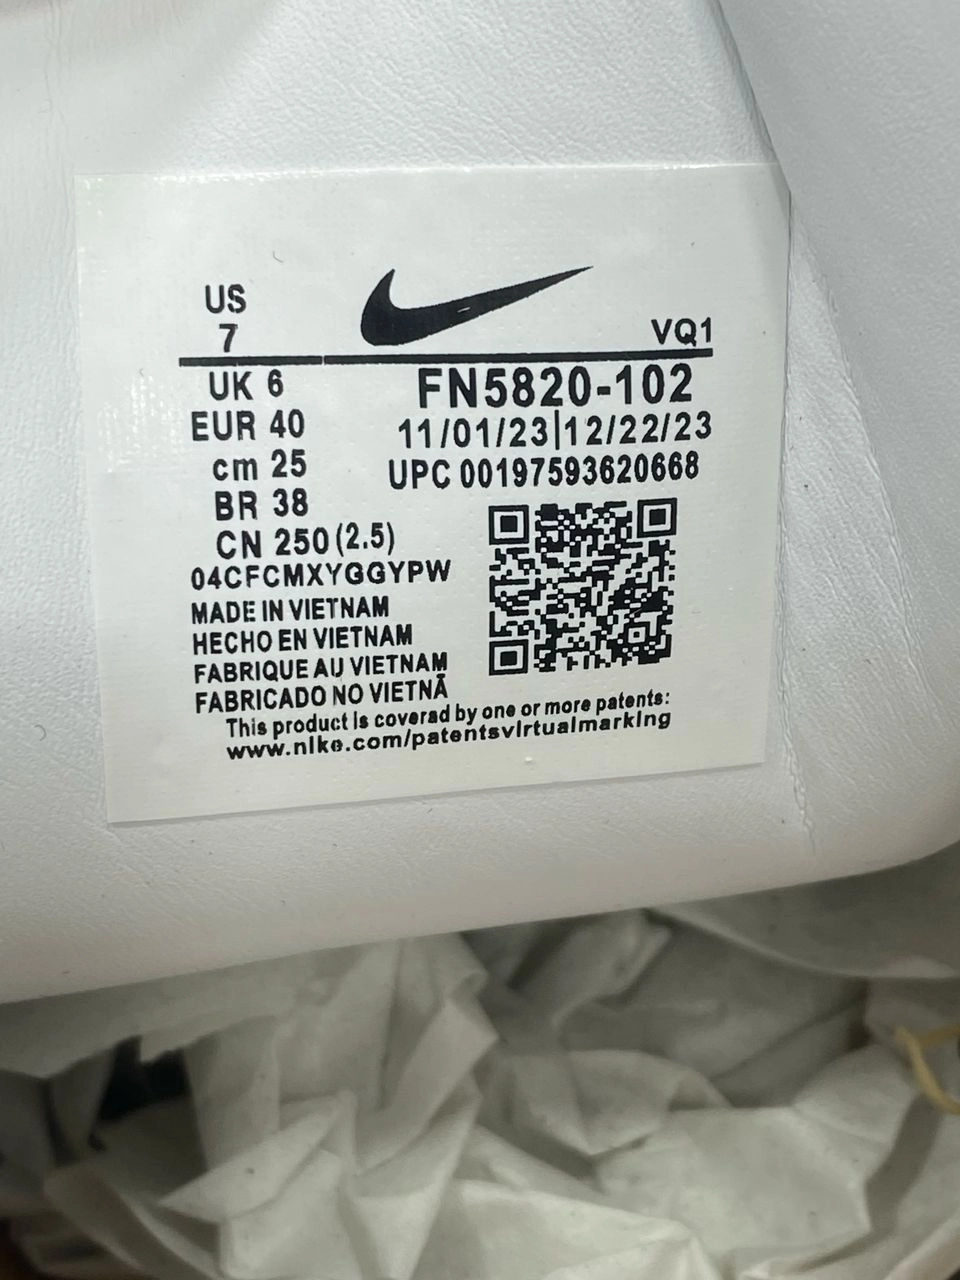 US
7
VQ1
UK 6
FN5820-102
EUR 40
11/01/23|12/22/23
cm 25
UPC 00197593620668
BR 38
CN 250 (2.5)
04CFCMXYGGYPW
MADE IN VIETNAM
HECHO EN VIETNAM
FABRIQUE AU VIETNAM
FABRICADO NO VIETNÃ
This product is coverad by one or more patents:
www.nike.com/patentsvirtualmarking